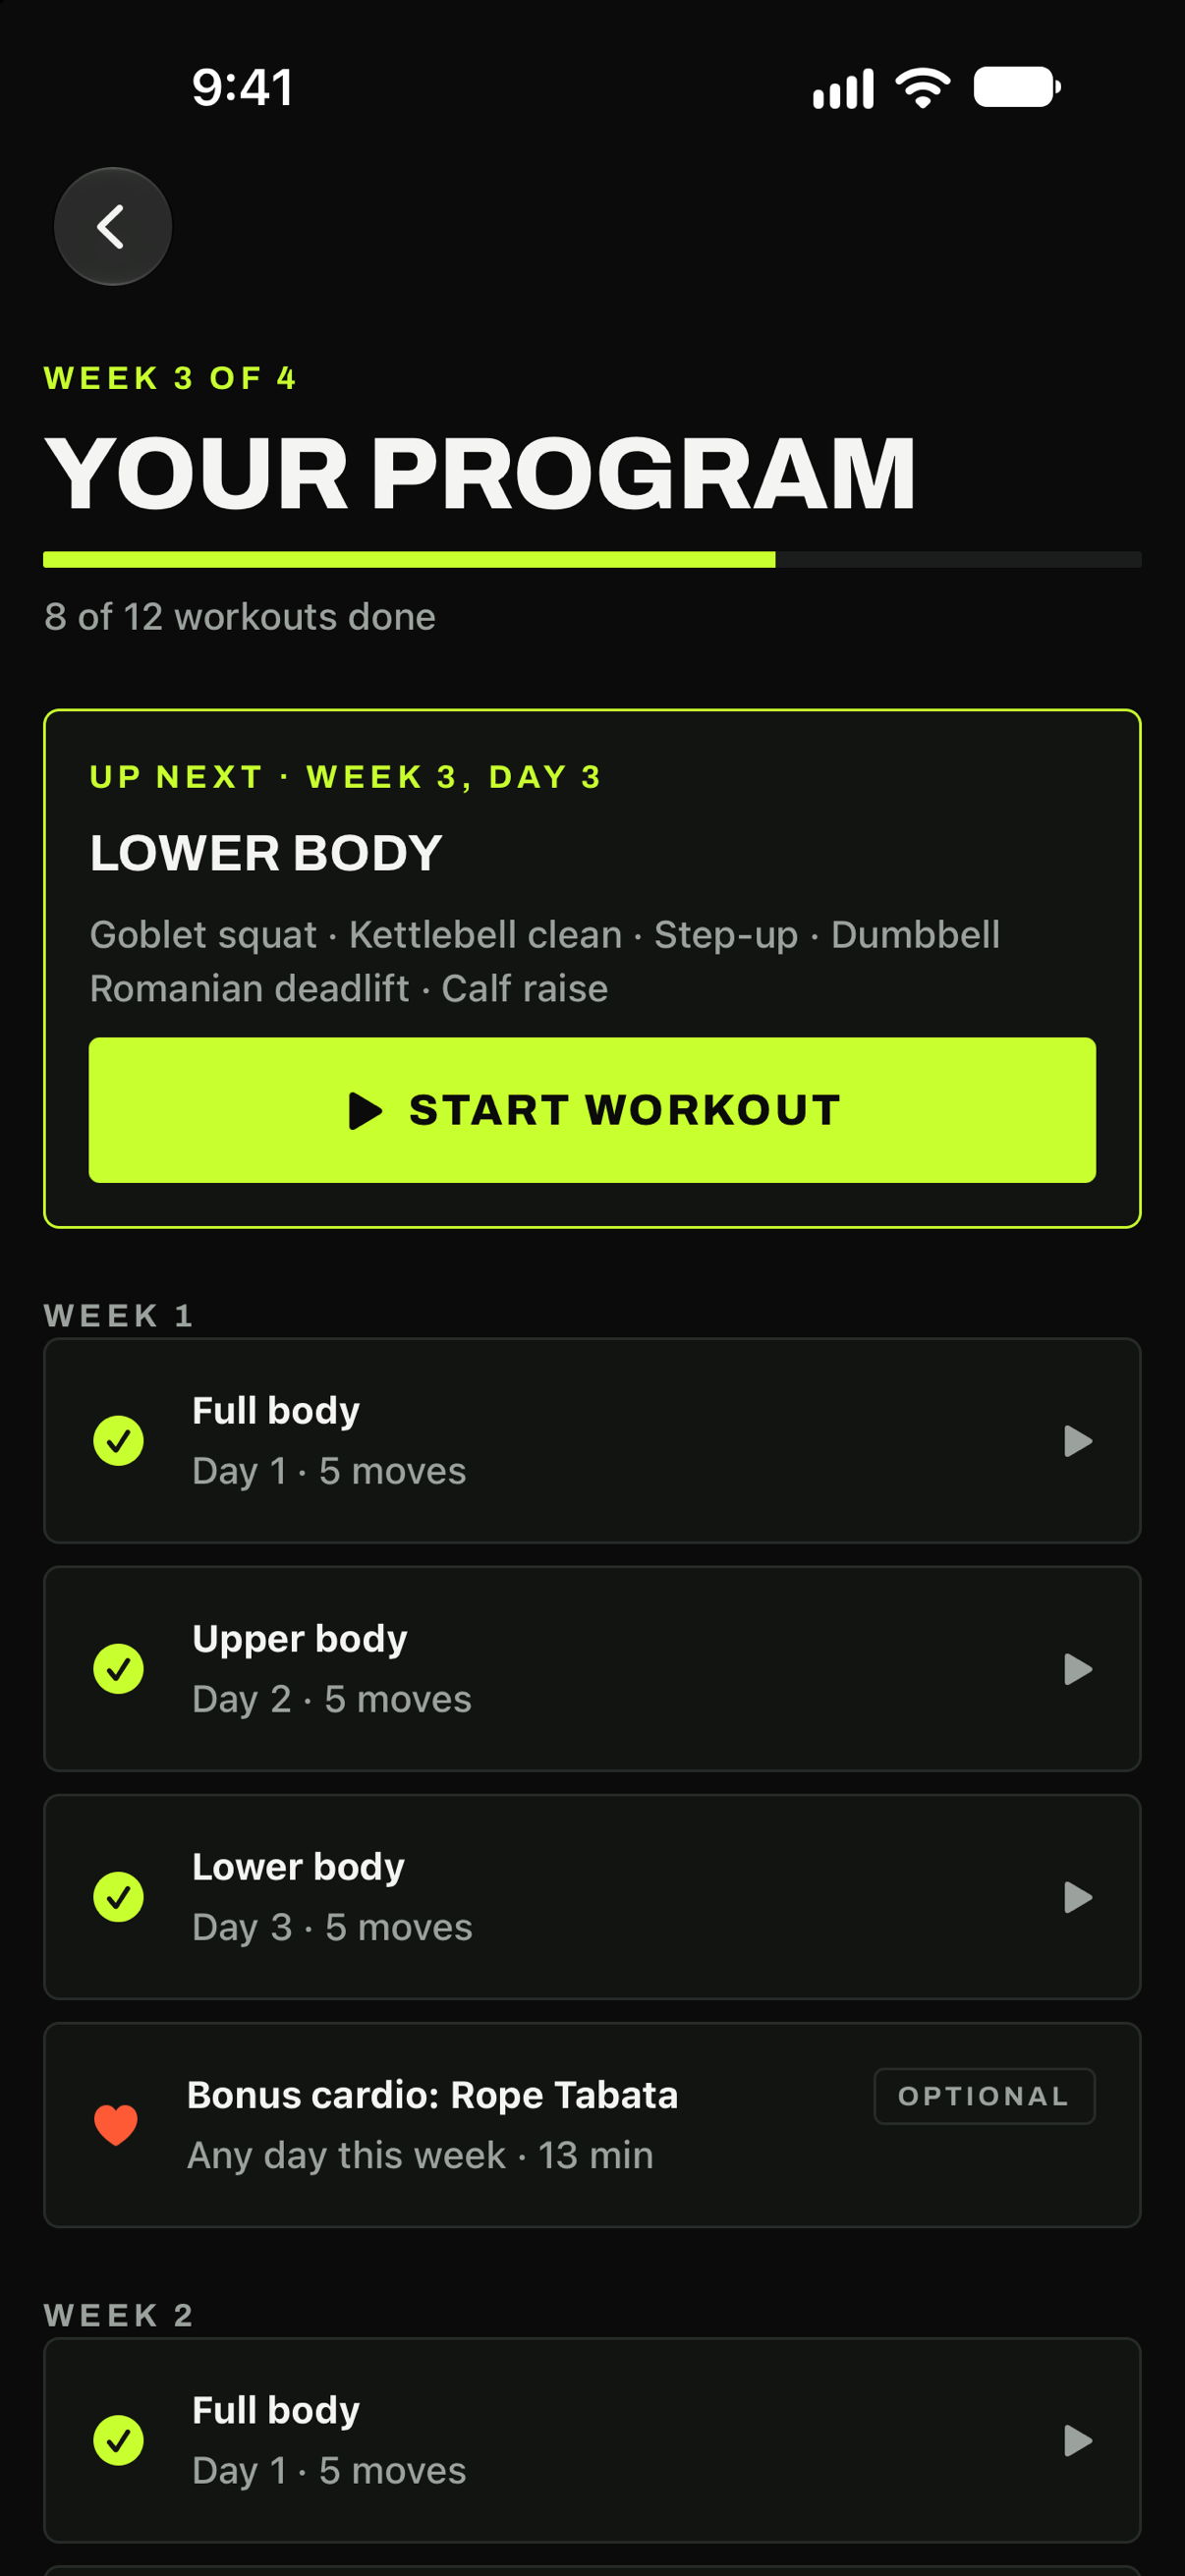 9:41
WEEK 3 OF 4
YOUR PROGRAM
8 of 12 workouts done
UP NEXT · WEEK 3, DAY 3
LOWER BODY
Goblet squat · Kettlebell clean · Step-up · Dumbbell
Romanian deadlift · Calf raise
START WORKOUT
WEEK 1
Full body
Day 1 · 5 moves
Upper body
Day 2 · 5 moves
Lower body
Day 3 · 5 moves
Bonus cardio: Rope Tabata
OPTIONAL
Any day this week · 13 min
WEEK 2
Full body
Day 1 · 5 moves